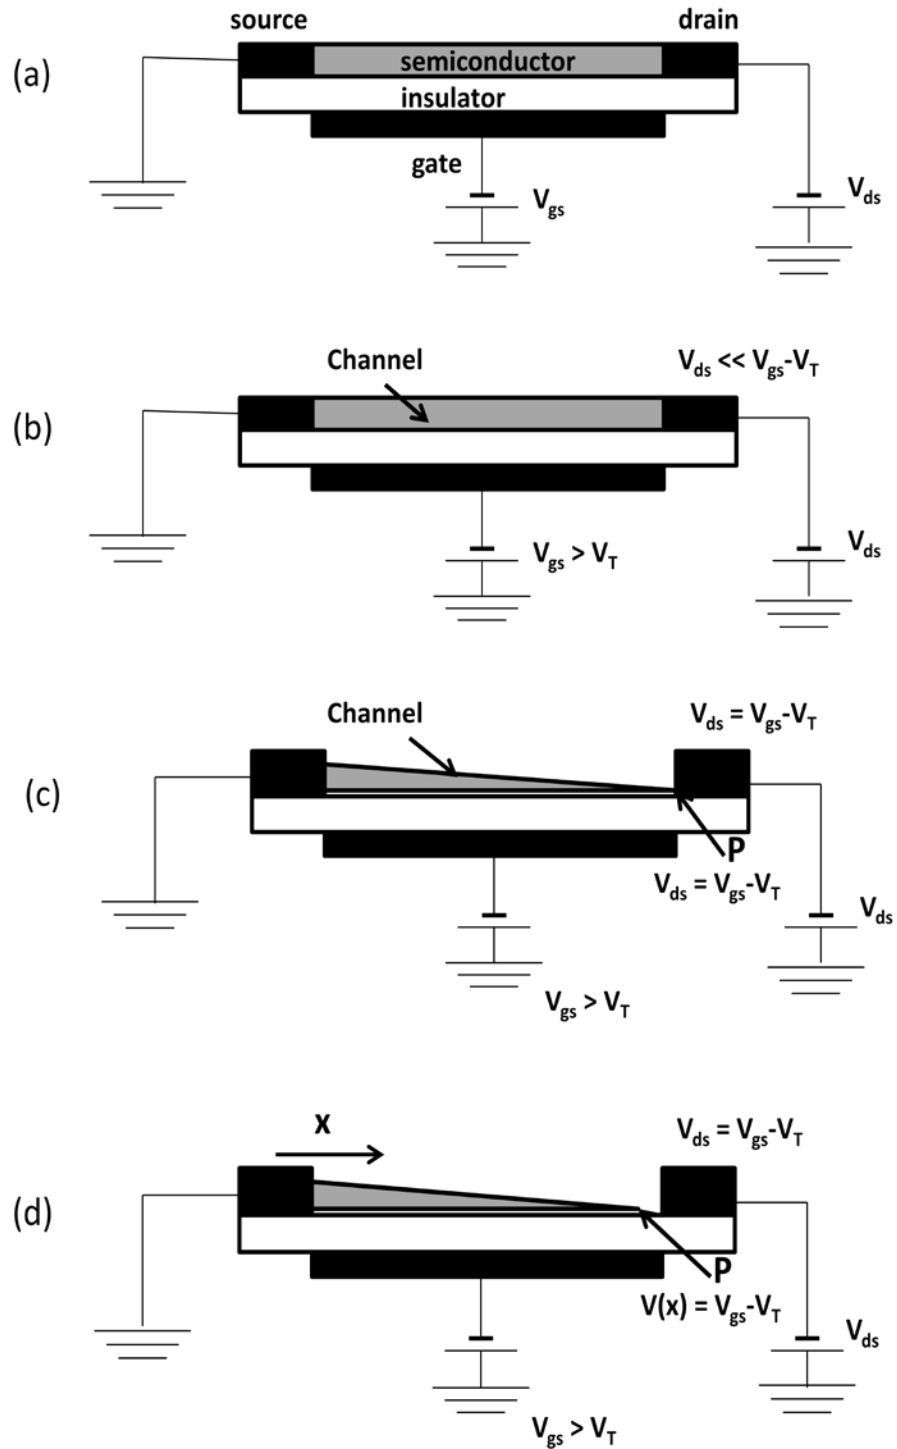 source drain
(a)
semiconductor
insulator
gate
Vgs
Vds
Channel
Vds << Vgs-VT
(b)
Vgs > VT
Vds
Channel
Vds = Vgs-VT
(c)
P
Vds = Vgs-VT
Vds
Vgs > VT
x
Vds = Vgs-VT
(d)
P
V(x) = Vgs-VT
Vds
Vgs > VT